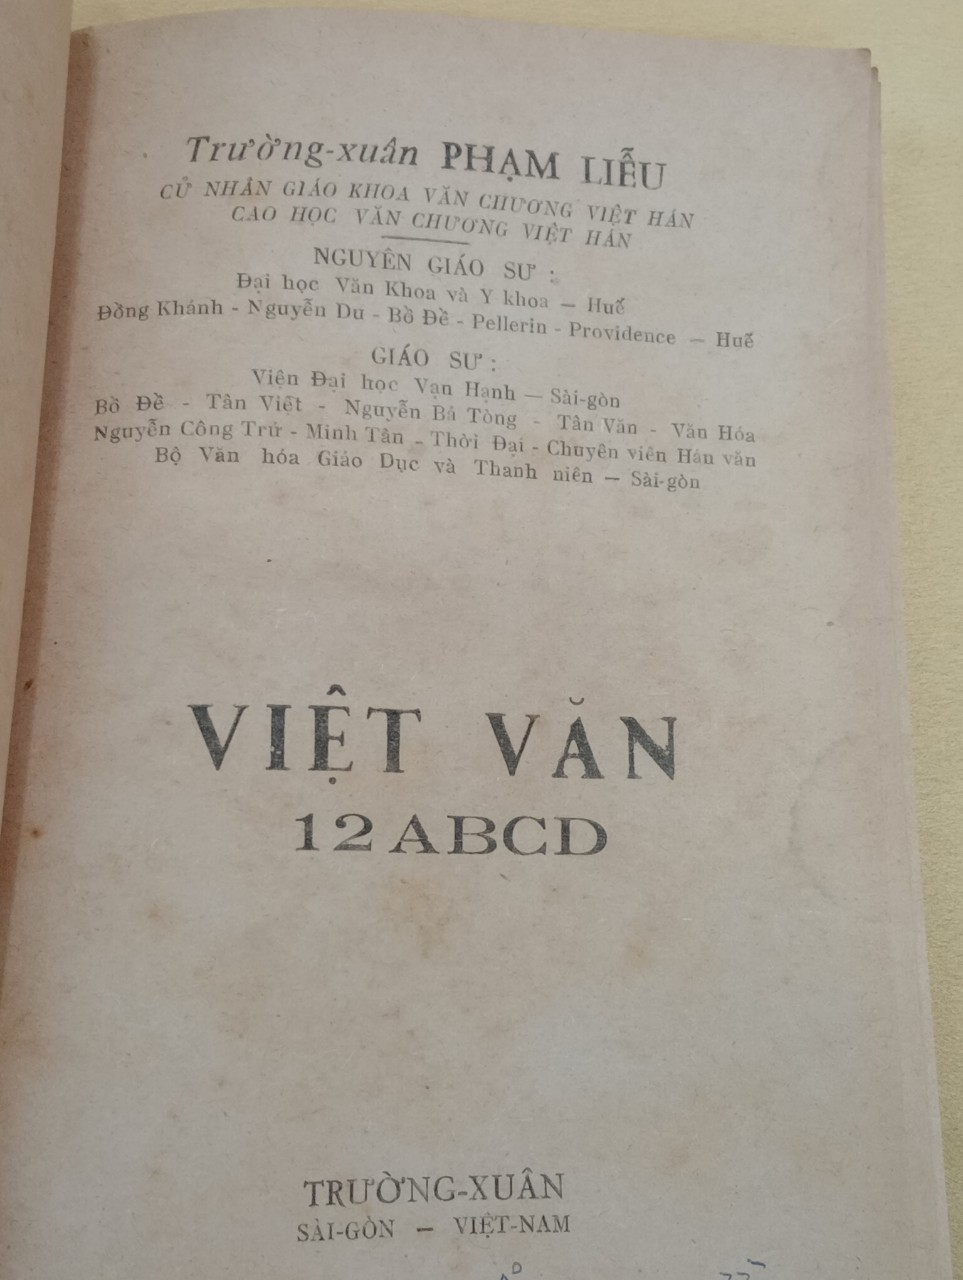 Trường-xuân PHẠM LIỄU
CỬ NHÂN GIÁO KHOA VĂN CHƯƠNG VIỆT HÁN
CAO HỌC VĂN CHƯƠNG VIỆT HÁN
NGUYÊN GIÁO SƯ :
Đại học Văn Khoa và Y khoa — Huế
Đồng Khánh - Nguyễn Du - Bồ Đề - Pellerin - Providence — Huế
GIÁO SƯ :
Viện Đại học Vạn Hạnh — Sài-gòn
Bồ Đề - Tân Việt - Nguyễn Bá Tòng - Tân Văn - Văn Hóa
Nguyễn Công Trứ - Minh Tân - Thời Đại - Chuyên viên Hán văn
Bộ Văn hóa Giáo Dục và Thanh niên — Sài-gòn
VIỆT VĂN
12 ABCD
TRƯỜNG-XUÂN
SÀI-GÒN — VIỆT-NAM